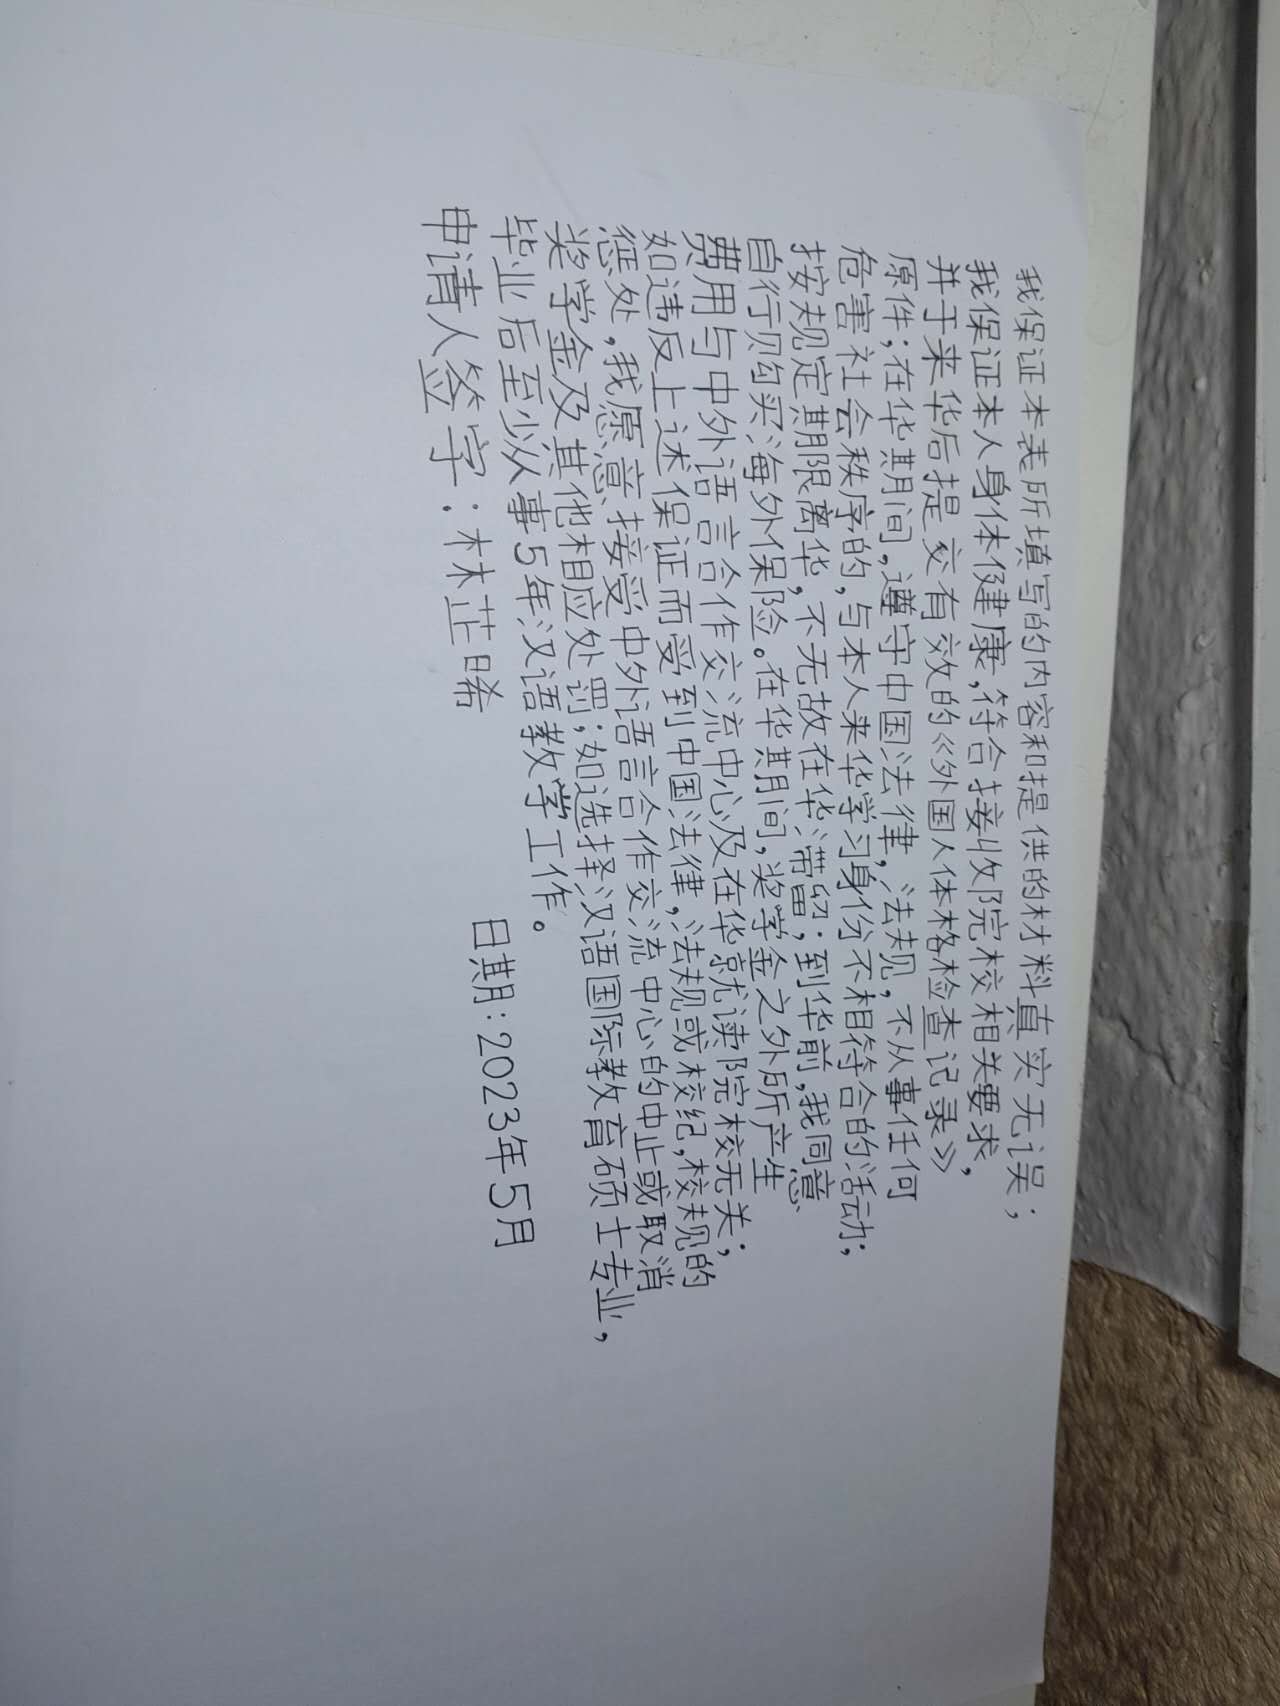 我保证本表所填写的内容和提供的材料真实无误；
我保证本人身体健康,符合接收院校相关要求,
并于来华后提交有效的《外国人体格检查记录》
原件；在华期间。遵守中国法律,法规,不从事任何
危害社会秩序的,与本人来华学习身份不相符合的活动；
按规定期限离华,不无故在华滞留；到华前,我同意
自行购买海外保险。在华期间,奖学金之外所产生
费用与中外语言合作交流中心及在华就读院校无关；
如违反上述保证而受到中国法律,法规或校纪,校规的
惩处,我愿意接受中外语言合作交流中心的中止或取消
奖学金及其他相应处罚；如选择汉语国际教育硕士专业,
毕业后至少从事5年汉语教学工作。
申请人签字：林芷晞 日期：2023年5月